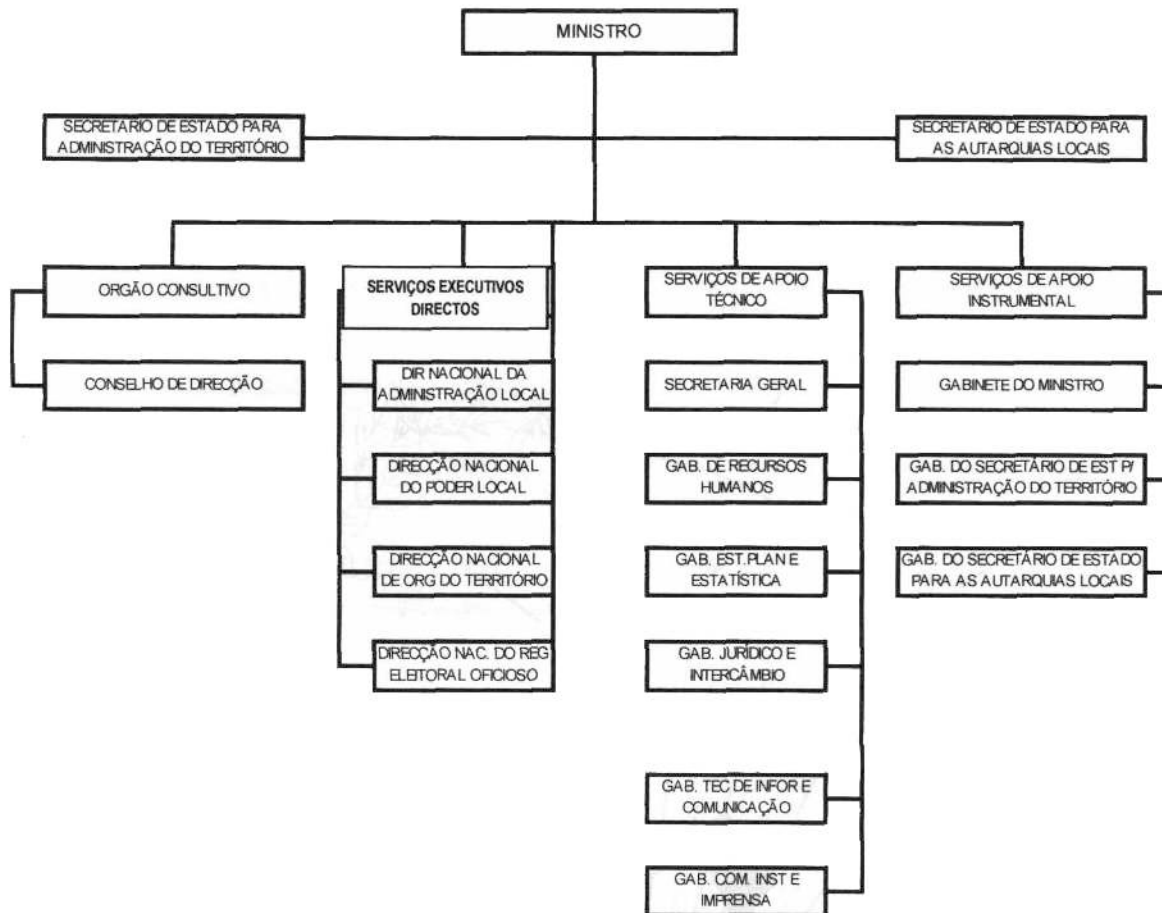 MINISTRO
SECRETARIO DE ESTADO PARA
ADMINISTRAÇÃO DO TERRITÓRIO
SECRETARIO DE ESTADO PARA
AS AUTARQUIAS LOCAIS
ORGÃO CONSULTIVO
CONSELHO DE DIRECÇÃO
SERVIÇOS EXECUTIVOS
DIRECTOS
DIR NACIONAL DA
ADMINISTRAÇÃO LOCAL
DIRECÇÃO NACIONAL
DO PODER LOCAL
DIRECÇÃO NACIONAL
DE ORG DO TERRITÓRIO
DIRECÇÃO NAC. DO REG
ELEITORAL OFICIOSO
SERVIÇOS DE APOIO
TÉCNICO
SECRETARIA GERAL
GAB. DE RECURSOS
HUMANOS
GAB. EST.PLAN E
ESTATÍSTICA
GAB. JURÍDICO E
INTERCÂMBIO
GAB. TEC DE INFOR E
COMUNICAÇÃO
GAB. COM. INST E
IMPRENSA
SERVIÇOS DE APOIO
INSTRUMENTAL
GABINETE DO MINISTRO
GAB. DO SECRETÁRIO DE EST P/
ADMINISTRAÇÃO DO TERRITÓRIO
GAB. DO SECRETÁRIO DE ESTADO
PARA AS AUTARQUIAS LOCAIS